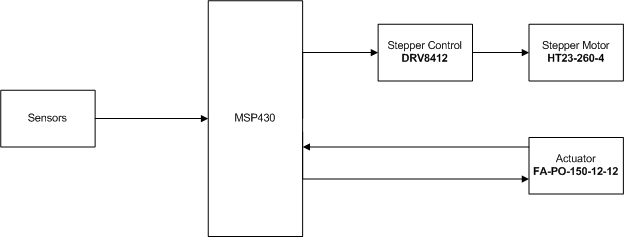 Stepper Control
DRV8412
Stepper Motor
HT23-260-4
Sensors
MSP430
Actuator
FA-PO-150-12-12